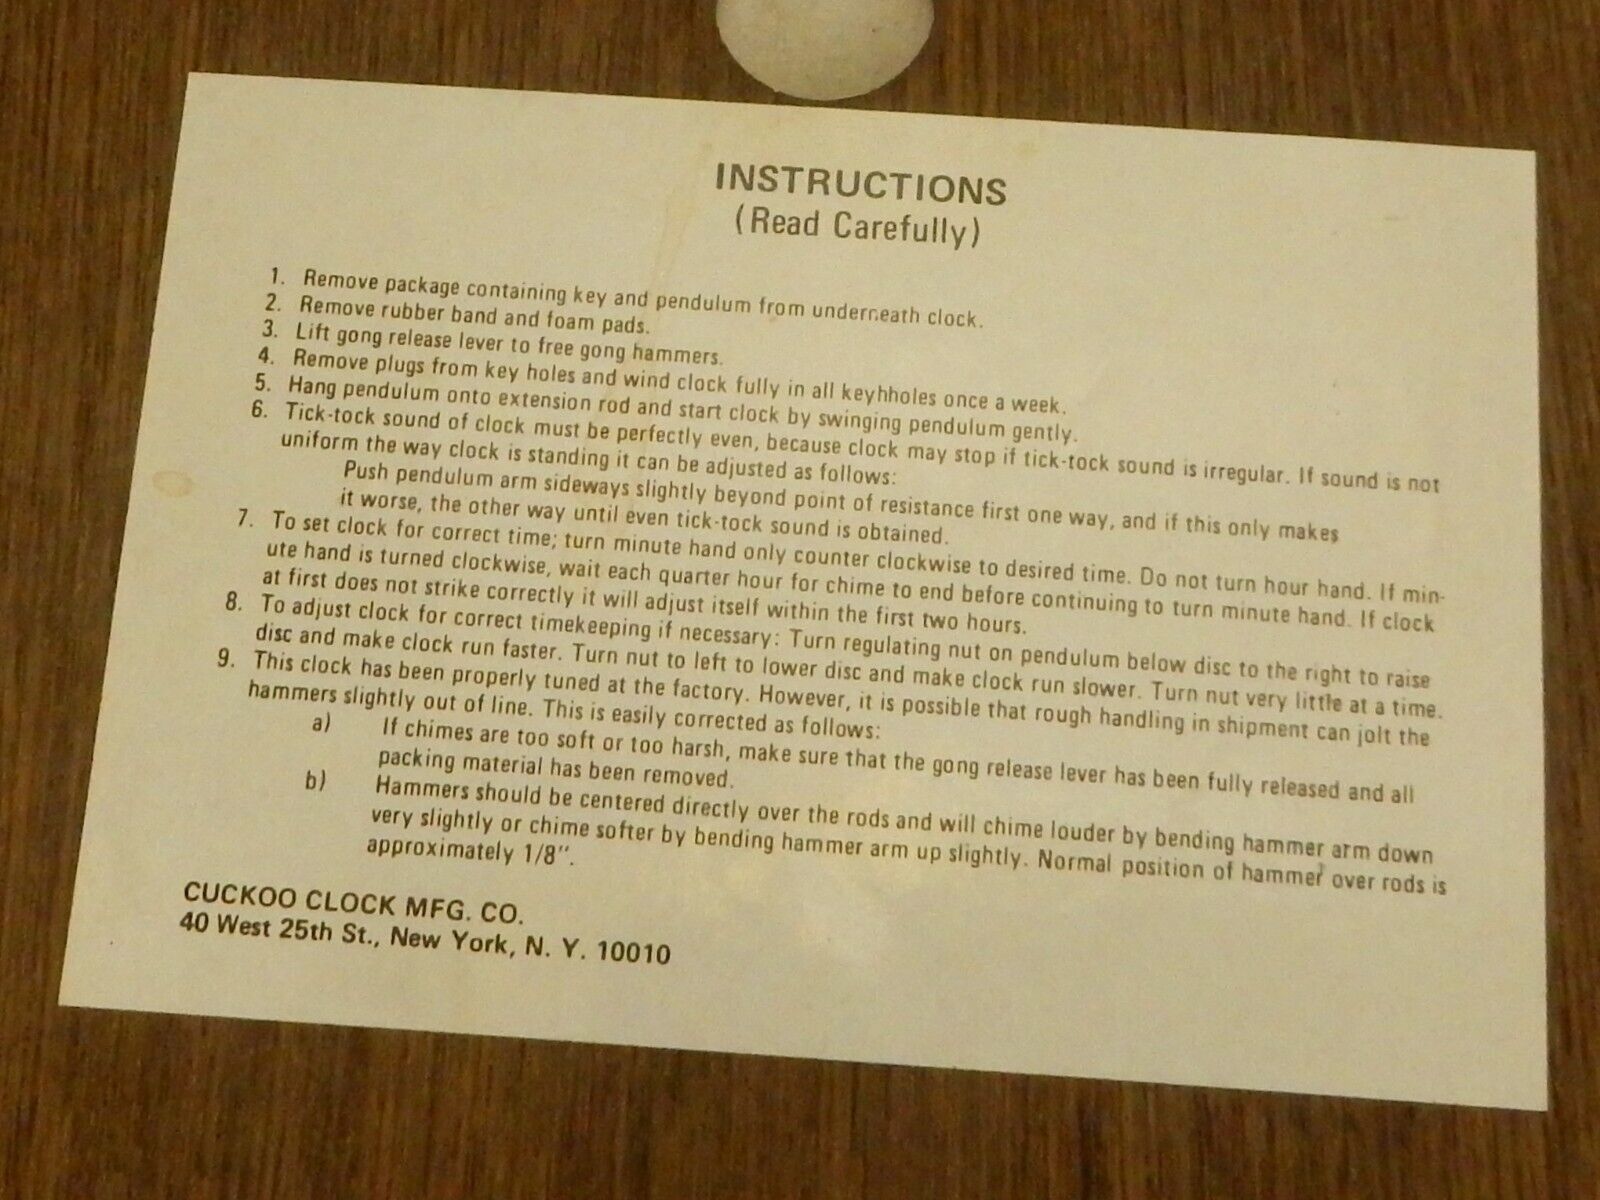 INSTRUCTIONS
(Read Carefully)
1. Remove package containing key and pendulum from underneath clock.
2. Remove rubber band and foam pads.
3. Lift gong release lever to free gong hammers.
4. Remove plugs from key holes and wind clock fully in all keyhholes once a week.
5. Hang pendulum onto extension rod and start clock by swinging pendulum gently.
6. Tick-tock sound of clock must be perfectly even, because clock may stop if tick-tock sound is irregular. If sound is not
uniform the way clock is standing it can be adjusted as follows:
Push pendulum arm sideways slightly beyond point of resistance first one way, and if this only makes
it worse, the other way until even tick-tock sound is obtained.
7. To set clock for correct time; turn minute hand only counter clockwise to desired time. Do not turn hour hand. If min-
ute hand is turned clockwise, wait each quarter hour for chime to end before continuing to turn minute hand. If clock
at first does not strike correctly it will adjust itself within the first two hours.
8. To adjust clock for correct timekeeping if necessary: Turn regulating nut on pendulum below disc to the right to raise
disc and make clock run faster. Turn nut to left to lower disc and make clock run slower. Turn nut very little at a time.
9. This clock has been properly tuned at the factory. However, it is possible that rough handling in shipment can jolt the
hammers slightly out of line. This is easily corrected as follows:
a) If chimes are too soft or too harsh, make sure that the gong release lever has been fully released and all
packing material has been removed.
b) Hammers should be centered directly over the rods and will chime louder by bending hammer arm down
very slightly or chime softer by bending hammer arm up slightly. Normal position of hammer over rods is
approximately 1/8".
CUCKOO CLOCK MFG. CO.
40 West 25th St., New York, N. Y. 10010